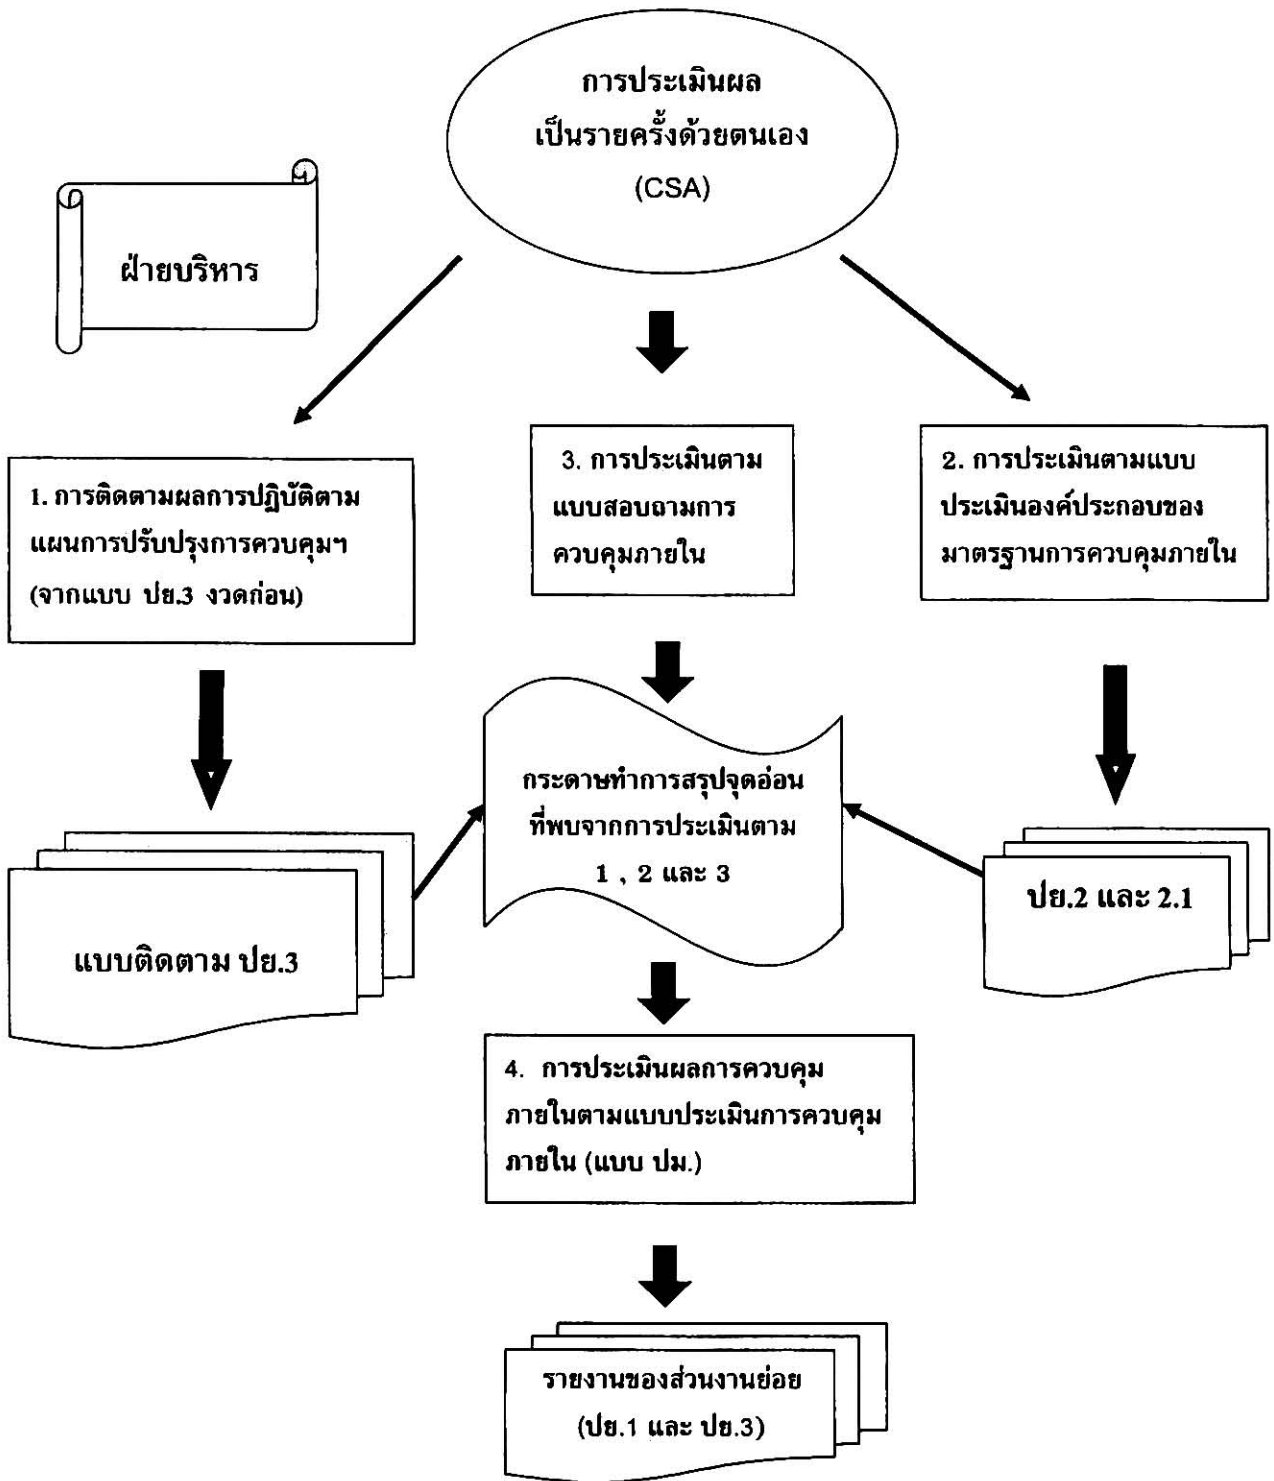 การประเมินผล
เป็นรายครั้งด้วยตนเอง
(CSA)
ฝ่ายบริหาร
1. การติดตามผลการปฏิบัติตาม
แผนการปรับปรุงการควบคุมฯ
(จากแบบ ปย.3 งวดก่อน)
3. การประเมินตาม
แบบสอบถามการ
ควบคุมภายใน
2. การประเมินตามแบบ
ประเมินองค์ประกอบของ
มาตรฐานการควบคุมภายใน
กระดาษทำการสรุปจุดอ่อน
ที่พบจากการประเมินตาม
1 , 2 และ 3
แบบติดตาม ปย.3
ปย.2 และ 2.1
4. การประเมินผลการควบคุม
ภายในตามแบบประเมินการควบคุม
ภายใน (แบบ ปม.)
รายงานของส่วนงานย่อย
(ปย.1 และ ปย.3)